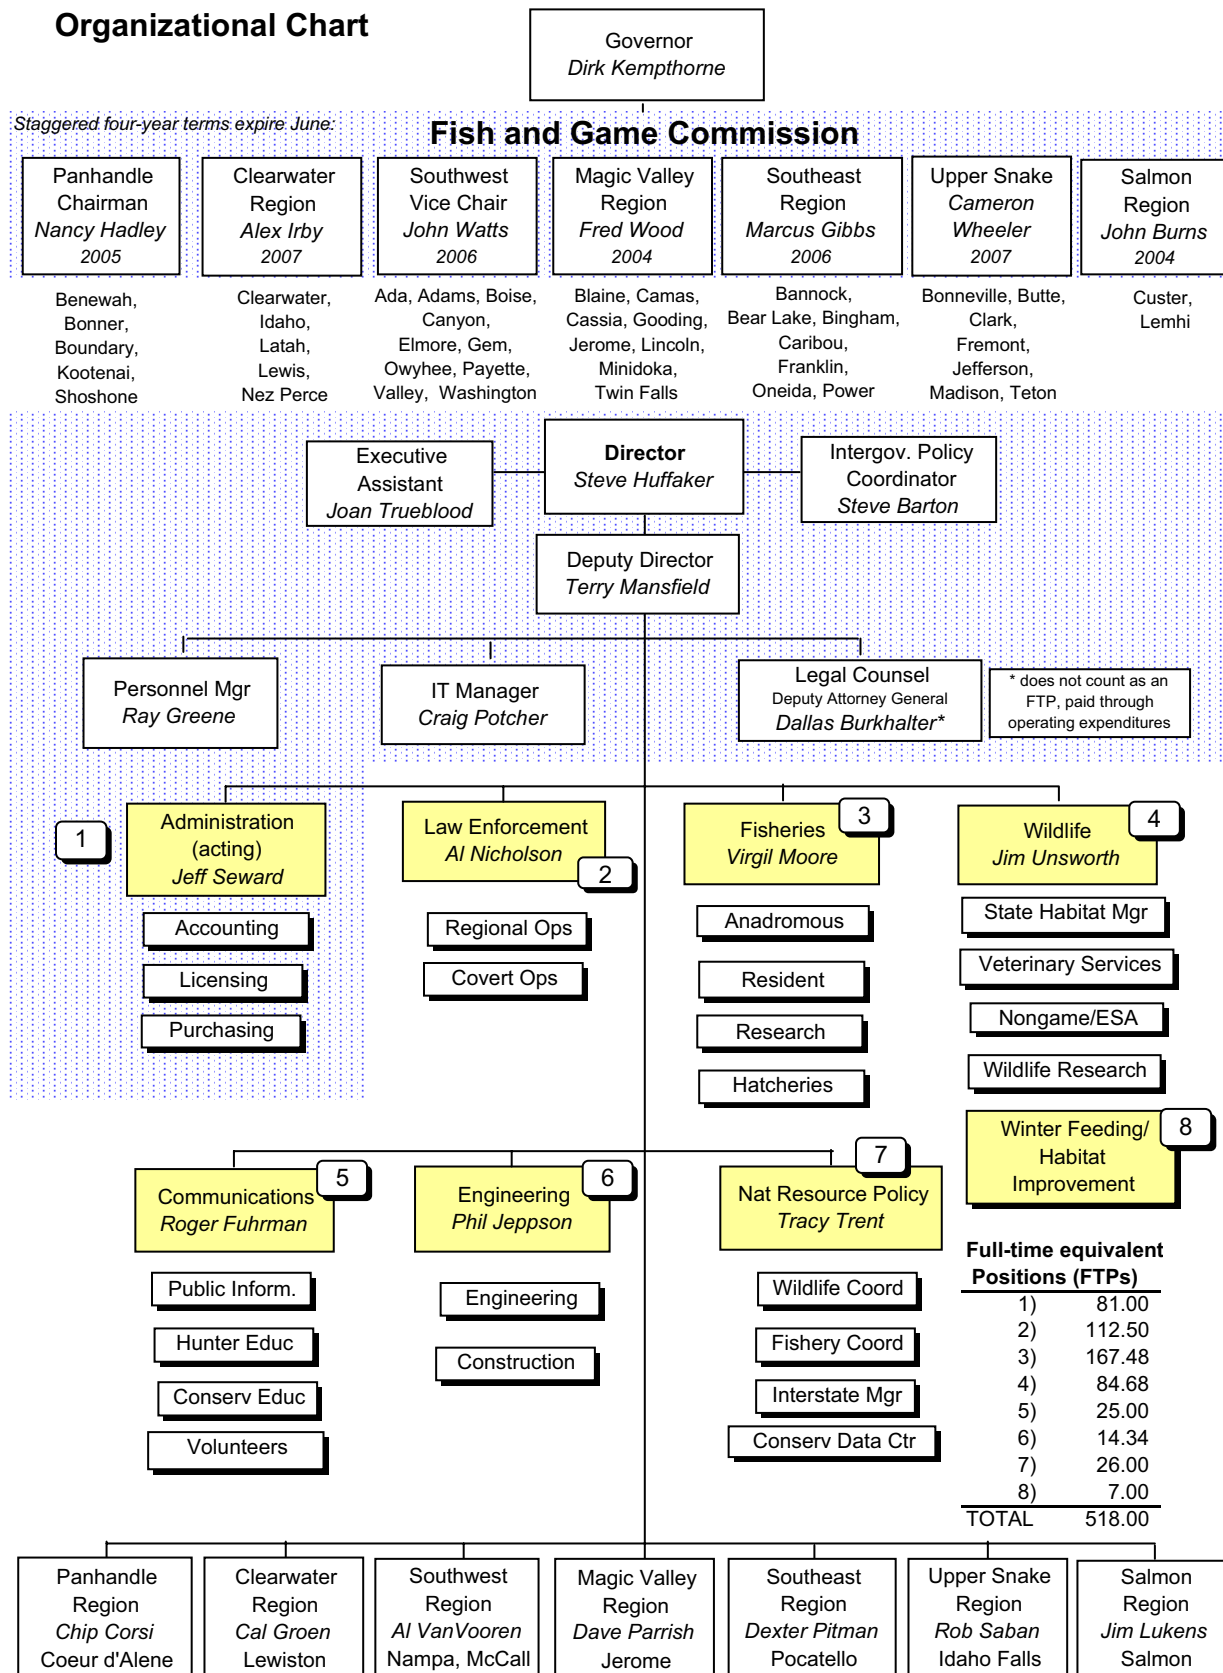 Organizational Chart
Governor
Dirk Kempthorne
Staggered four-year terms expire June:
Fish and Game Commission
Panhandle
Chairman
Nancy Hadley
2005
Clearwater
Region
Alex Irby
2007
Southwest
Vice Chair
John Watts
2006
Magic Valley
Region
Fred Wood
2004
Southeast
Region
Marcus Gibbs
2006
Upper Snake
Cameron
Wheeler
2007
Salmon
Region
John Burns
2004
Benewah,
Bonner,
Boundary,
Kootenai,
Shoshone
Clearwater,
Idaho,
Latah,
Lewis,
Nez Perce
Ada, Adams, Boise,
Canyon,
Elmore, Gem,
Owyhee, Payette,
Valley, Washington
Blaine, Camas,
Cassia, Gooding,
Jerome, Lincoln,
Minidoka,
Twin Falls
Bannock,
Bear Lake, Bingham,
Caribou,
Franklin,
Oneida, Power
Bonneville, Butte,
Clark,
Fremont,
Jefferson,
Madison, Teton
Custer,
Lemhi
Executive
Assistant
Joan Trueblood
Director
Steve Huffaker
Intergov. Policy
Coordinator
Steve Barton
Deputy Director
Terry Mansfield
Personnel Mgr
Ray Greene
IT Manager
Craig Potcher
Legal Counsel
Deputy Attorney General
Dallas Burkhalter*
* does not count as an
FTP, paid through
operating expenditures
1
Administration
(acting)
Jeff Seward
Law Enforcement
Al Nicholson
2
Fisheries
Virgil Moore
3
Wildlife
Jim Unsworth
4
Accounting
Licensing
Purchasing
Regional Ops
Covert Ops
Anadromous
Resident
Research
Hatcheries
State Habitat Mgr
Veterinary Services
Nongame/ESA
Wildlife Research
Winter Feeding/
Habitat
Improvement
8
Communications
Roger Fuhrman
5
Engineering
Phil Jeppson
6
Nat Resource Policy
Tracy Trent
7
Public Inform.
Hunter Educ
Conserv Educ
Volunteers
Engineering
Construction
Wildlife Coord
Fishery Coord
Interstate Mgr
Conserv Data Ctr
Full-time equivalent
Positions (FTPs)
1) 81.00
2) 112.50
3) 167.48
4) 84.68
5) 25.00
6) 14.34
7) 26.00
8) 7.00
TOTAL 518.00
Panhandle
Region
Chip Corsi
Coeur d'Alene
Clearwater
Region
Cal Groen
Lewiston
Southwest
Region
Al VanVooren
Nampa, McCall
Magic Valley
Region
Dave Parrish
Jerome
Southeast
Region
Dexter Pitman
Pocatello
Upper Snake
Region
Rob Saban
Idaho Falls
Salmon
Region
Jim Lukens
Salmon